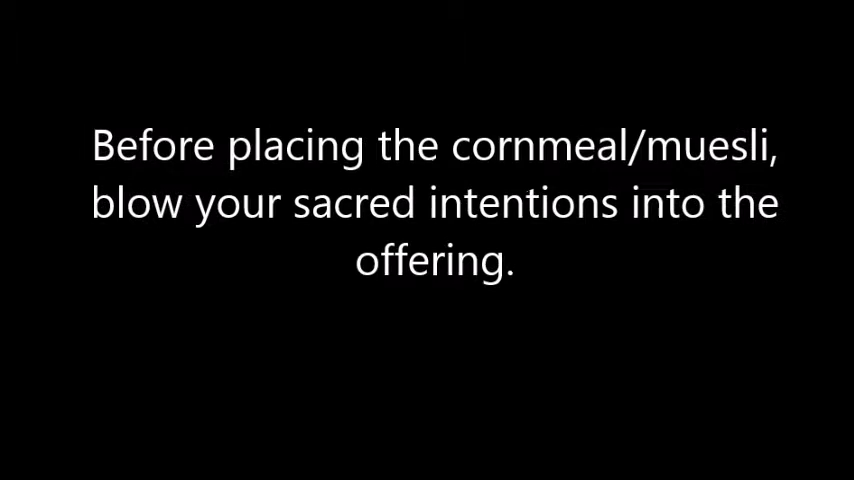 Before placing the cornmeal/muesli,
blow your sacred intentions into the
offering.